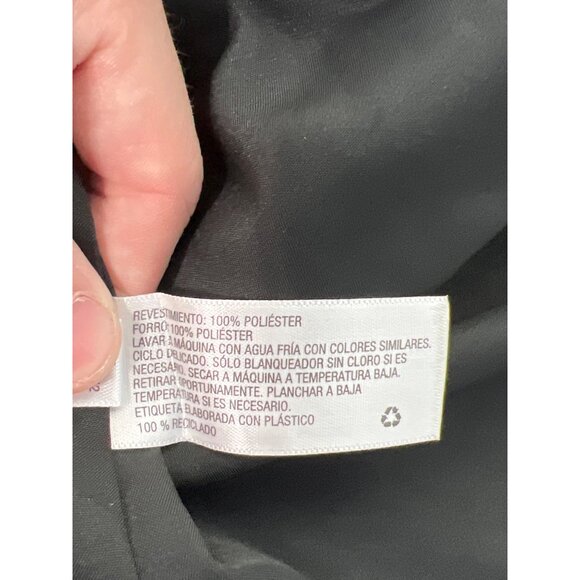 REVESTIMIENTO: 100% POLIÉSTER
FORRO: 100% POLIÉSTER
LAVAR A MÁQUINA CON AGUA FRÍA CON COLORES SIMILARES.
CICLO DELICADO. SÓLO BLANQUEADOR SIN CLORO SI ES
NECESARIO. SECAR A MÁQUINA A TEMPERATURA BAJA.
RETIRAR OPORTUNAMENTE. PLANCHAR A BAJA
TEMPERATURA SI ES NECESARIO.
ETIQUETA ELABORADA CON PLÁSTICO
100 % RECICLADO